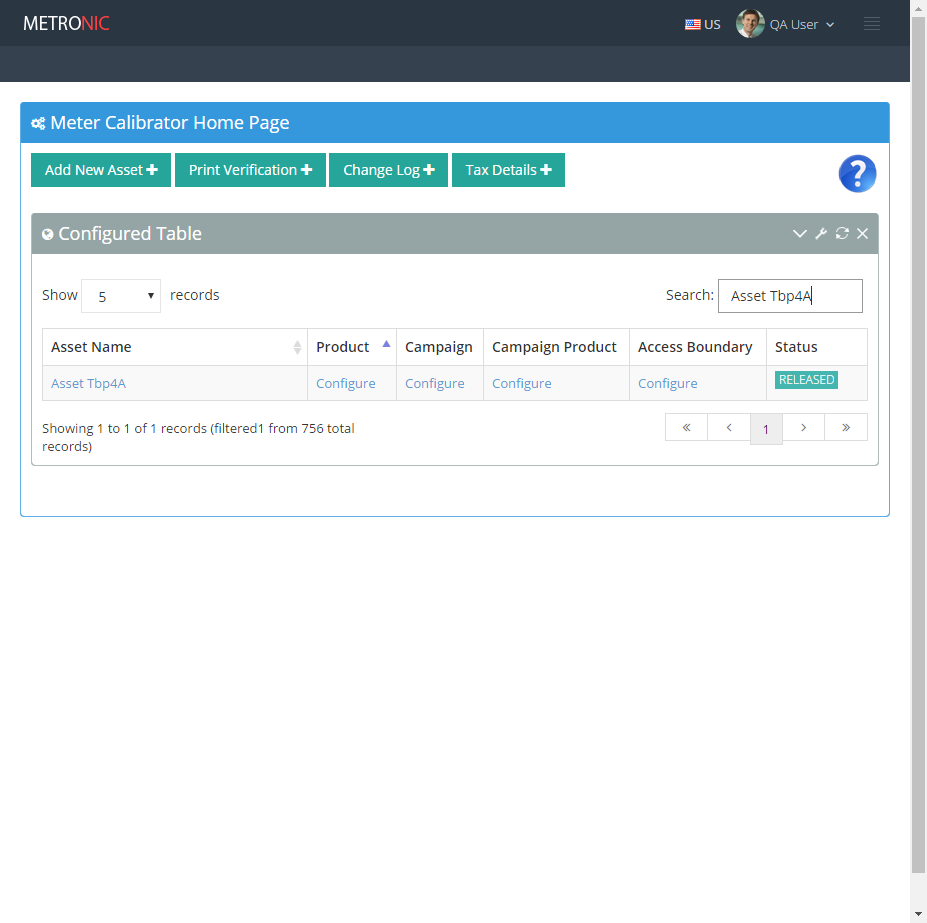 METRONIC
US
QA User
Meter Calibrator Home Page
Add New Asset
Print Verification
Change Log
Tax Details
?
Configured Table
Show 5 records
Search: Asset Tbp4A
Asset Name Product Campaign Campaign Product Access Boundary Status
Asset Tbp4A Configure Configure Configure Configure RELEASED
Showing 1 to 1 of 1 records (filtered1 from 756 total
records)
« ‹ 1 › »